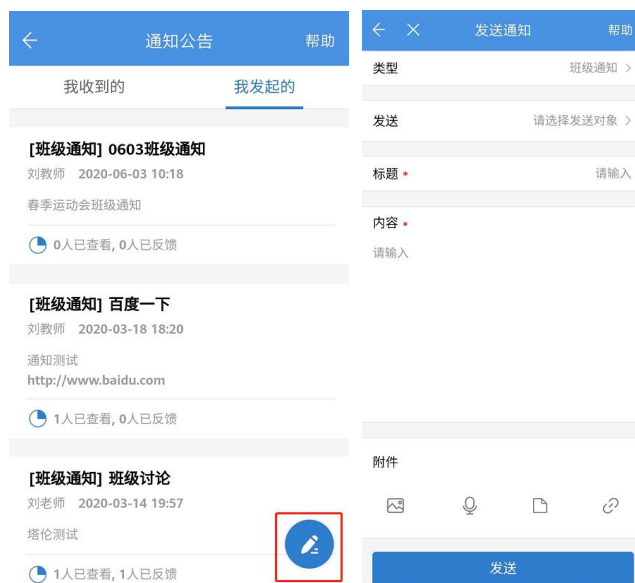 通知公告
帮助
我收到的
我发起的
[班级通知] 0603班级通知
刘教师 2020-06-03 10:18
春季运动会班级通知
0人已查看, 0人已反馈
[班级通知] 百度一下
刘教师 2020-03-18 18:20
通知测试
http://www.baidu.com
1人已查看, 0人已反馈
[班级通知] 班级讨论
刘老师 2020-03-14 19:57
塔伦测试
1人已查看, 1人已反馈
发送通知
帮助
类型
班级通知
发送
请选择发送对象
标题 *
请输入
内容 *
请输入
附件
发送